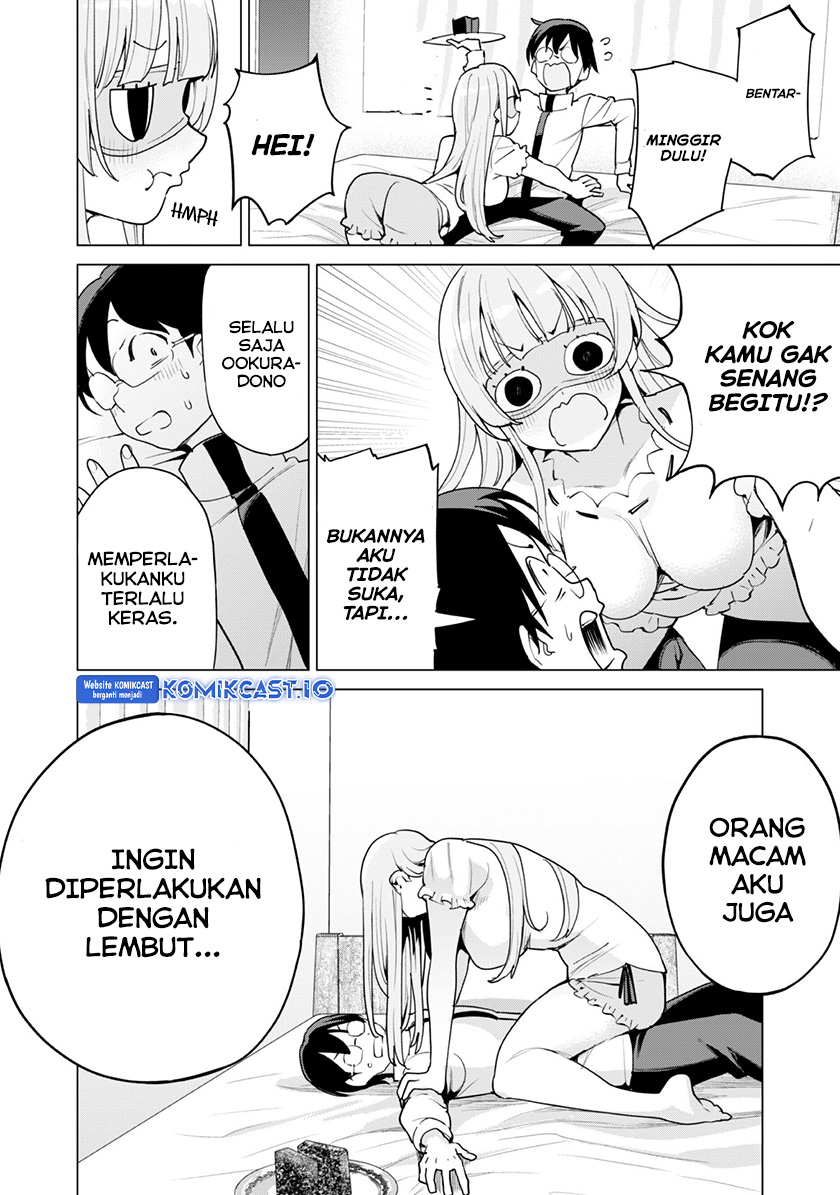 BENTAR-
MINGGIR
DULU!
HEI!
HMPH
KOK
KAMU GAK
SENANG
BEGITU!?
BUKANNYA
AKU
TIDAK
SUKA,
TAPI...
SELALU
SAJA
OOKURA-
DONO
MEMPERLA-
KUKANKU
TERLALU
KERAS.
Website KOMIKCAST
berganti menjadi
KOMIKCAST.IO
ORANG
MACAM
AKU
JUGA
INGIN
DIPERLAKUKAN
DENGAN
LEMBUT...